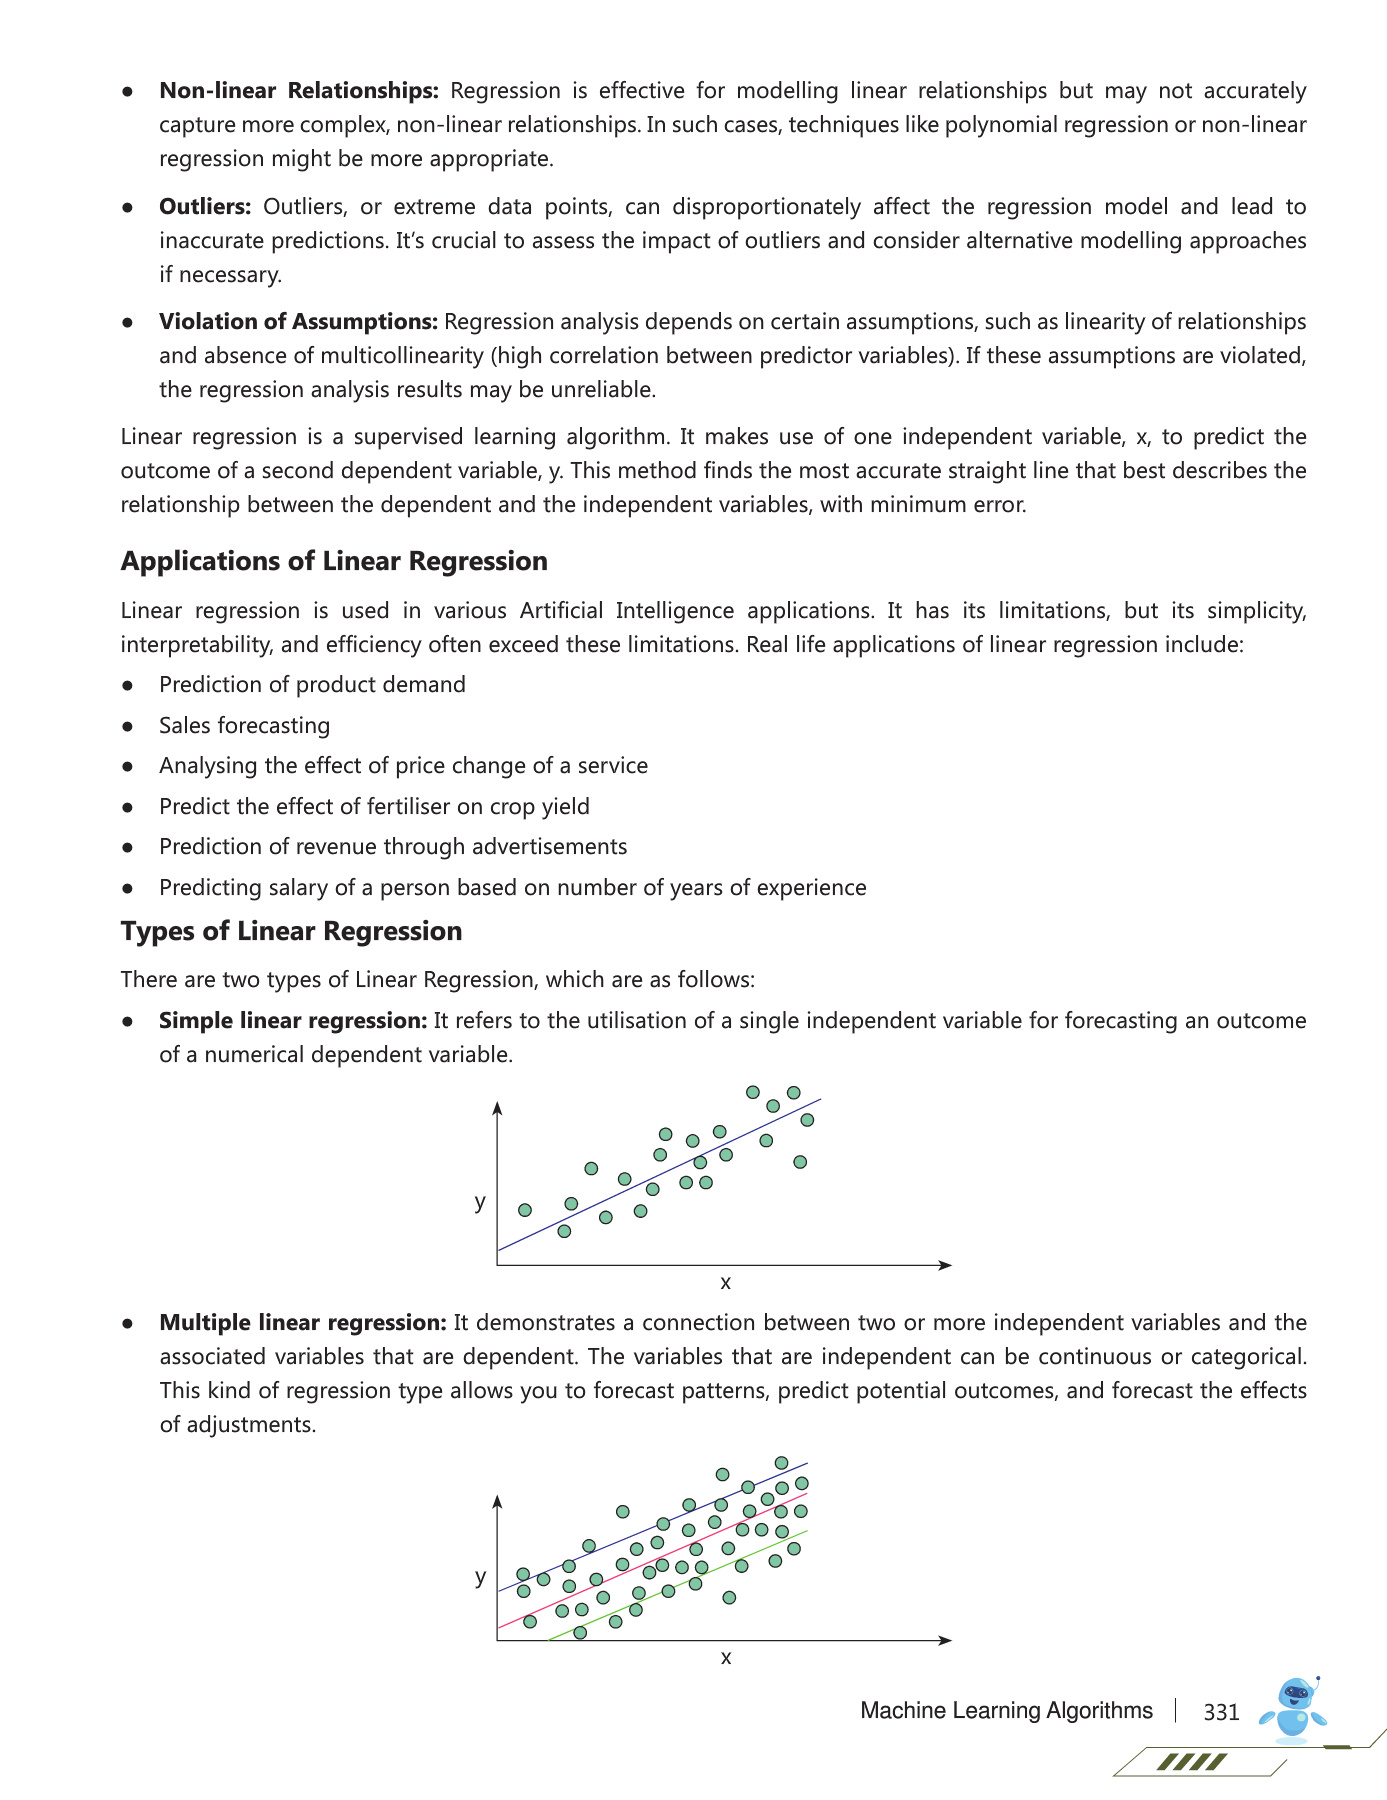 ● Non-linear Relationships: Regression is effective for modelling linear relationships but may not accurately
capture more complex, non-linear relationships. In such cases, techniques like polynomial regression or non-linear
regression might be more appropriate.
● Outliers: Outliers, or extreme data points, can disproportionately affect the regression model and lead to
inaccurate predictions. It‘s crucial to assess the impact of outliers and consider alternative modelling approaches
if necessary.
● Violation of Assumptions: Regression analysis depends on certain assumptions, such as linearity of relationships
and absence of multicollinearity (high correlation between predictor variables). If these assumptions are violated,
the regression analysis results may be unreliable.
Linear regression is a supervised learning algorithm. It makes use of one independent variable, x, to predict the
outcome of a second dependent variable, y. This method finds the most accurate straight line that best describes the
relationship between the dependent and the independent variables, with minimum error.
Applications of Linear Regression
Linear regression is used in various Artificial Intelligence applications. It has its limitations, but its simplicity,
interpretability, and efficiency often exceed these limitations. Real life applications of linear regression include:
● Prediction of product demand
● Sales forecasting
● Analysing the effect of price change of a service
● Predict the effect of fertiliser on crop yield
● Prediction of revenue through advertisements
● Predicting salary of a person based on number of years of experience
Types of Linear Regression
There are two types of Linear Regression, which are as follows:
● Simple linear regression: It refers to the utilisation of a single independent variable for forecasting an outcome
of a numerical dependent variable.
y
x
● Multiple linear regression: It demonstrates a connection between two or more independent variables and the
associated variables that are dependent. The variables that are independent can be continuous or categorical.
This kind of regression type allows you to forecast patterns, predict potential outcomes, and forecast the effects
of adjustments.
y
x
Machine Learning Algorithms 331